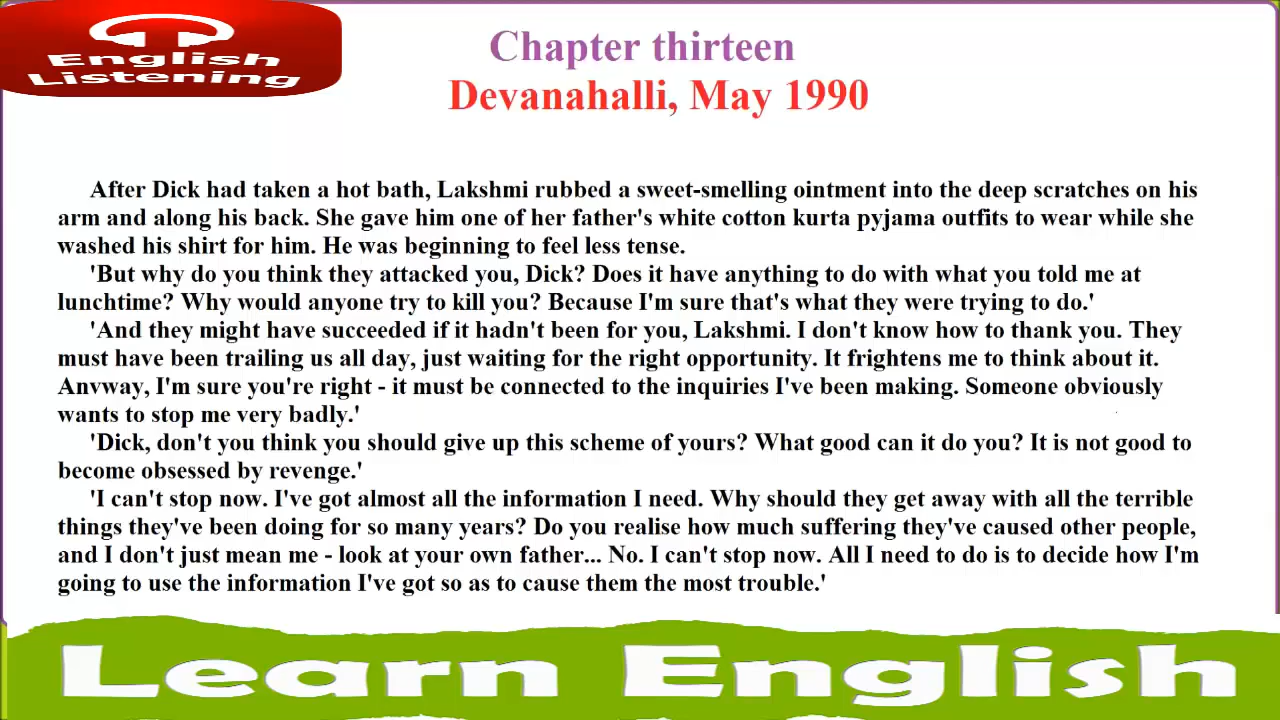 English
Listening
Chapter thirteen
Devanahalli, May 1990
After Dick had taken a hot bath, Lakshmi rubbed a sweet-smelling ointment into the deep scratches on his
arm and along his back. She gave him one of her father's white cotton kurta pyjama outfits to wear while she
washed his shirt for him. He was beginning to feel less tense.
'But why do you think they attacked you, Dick? Does it have anything to do with what you told me at
lunchtime? Why would anyone try to kill you? Because I'm sure that's what they were trying to do.'
'And they might have succeeded if it hadn't been for you, Lakshmi. I don't know how to thank you. They
must have been trailing us all day, just waiting for the right opportunity. It frightens me to think about it.
Anvway, I'm sure you're right - it must be connected to the inquiries I've been making. Someone obviously
wants to stop me very badly.'
'Dick, don't you think you should give up this scheme of yours? What good can it do you? It is not good to
become obsessed by revenge.'
'I can't stop now. I've got almost all the information I need. Why should they get away with all the terrible
things they've been doing for so many years? Do you realise how much suffering they've caused other people,
and I don't just mean me - look at your own father... No. I can't stop now. All I need to do is to decide how I'm
going to use the information I've got so as to cause them the most trouble.'
Learn English